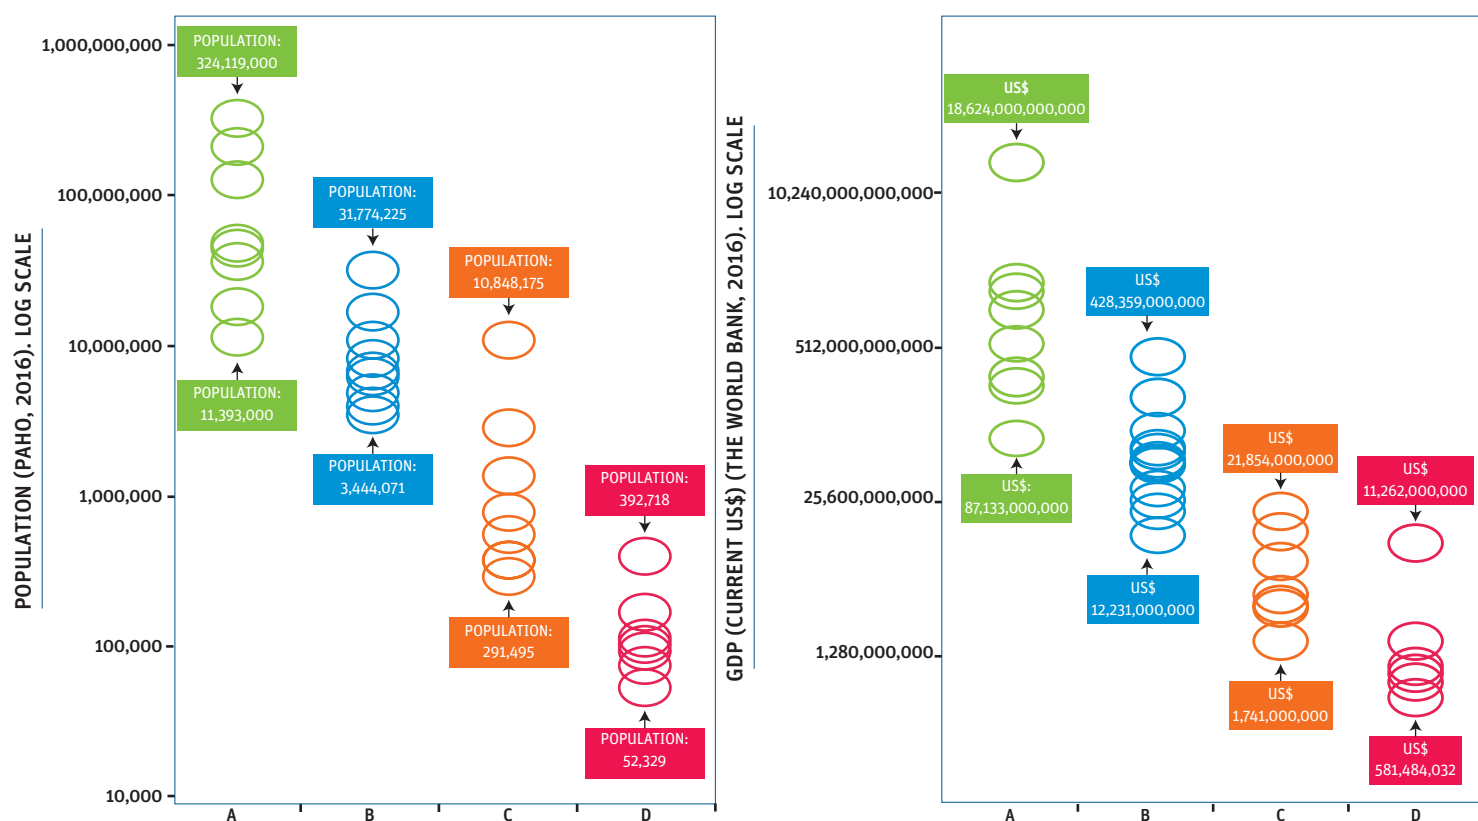 POPULATION (PAHO, 2016). LOG SCALE
1,000,000,000
100,000,000
10,000,000
1,000,000
100,000
10,000
POPULATION:
324,119,000
POPULATION:
11,393,000
POPULATION:
31,774,225
POPULATION:
3,444,071
POPULATION:
10,848,175
POPULATION:
291,495
POPULATION:
392,718
POPULATION:
52,329
A B C D
GDP (CURRENT US$) (THE WORLD BANK, 2016). LOG SCALE
10,240,000,000,000
512,000,000,000
25,600,000,000
1,280,000,000
US$
18,624,000,000,000
US$:
87,133,000,000
US$
428,359,000,000
US$
12,231,000,000
US$
21,854,000,000
US$
1,741,000,000
US$
11,262,000,000
US$
581,484,032
A B C D